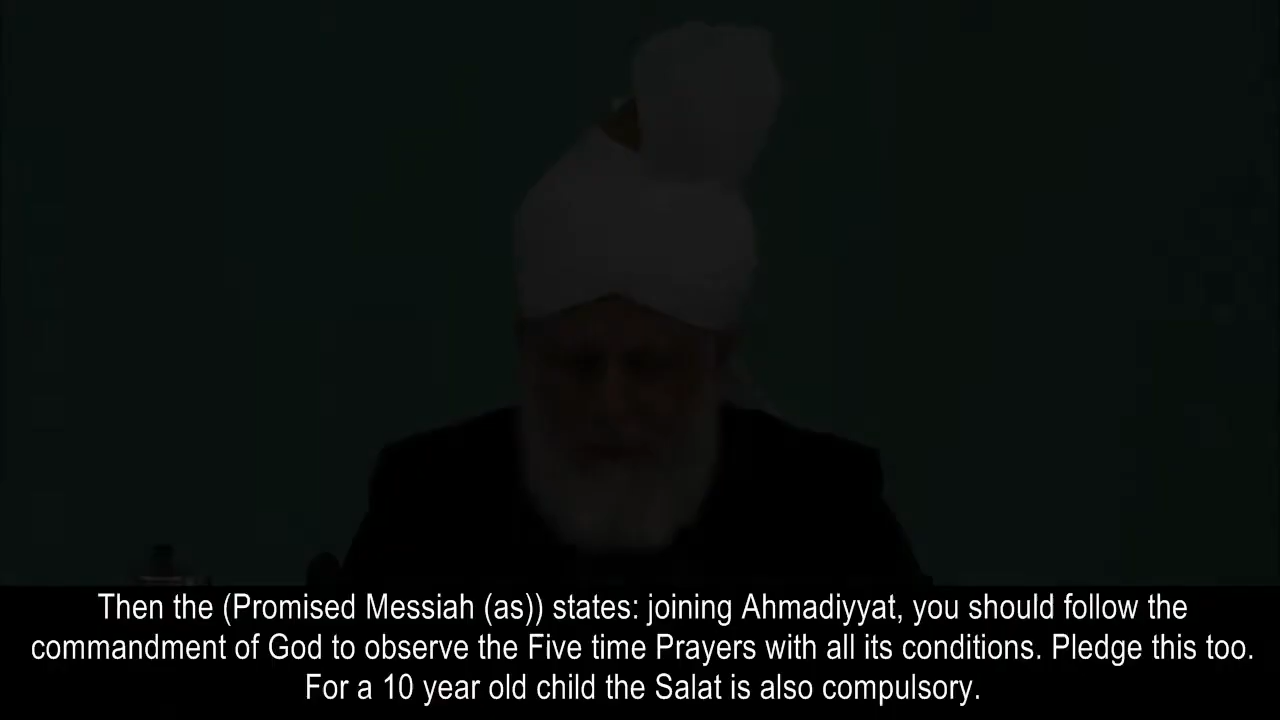 Then the (Promised Messiah (as)) states: joining Ahmadiyyat, you should follow the
commandment of God to observe the Five time Prayers with all its conditions. Pledge this too.
For a 10 year old child the Salat is also compulsory.